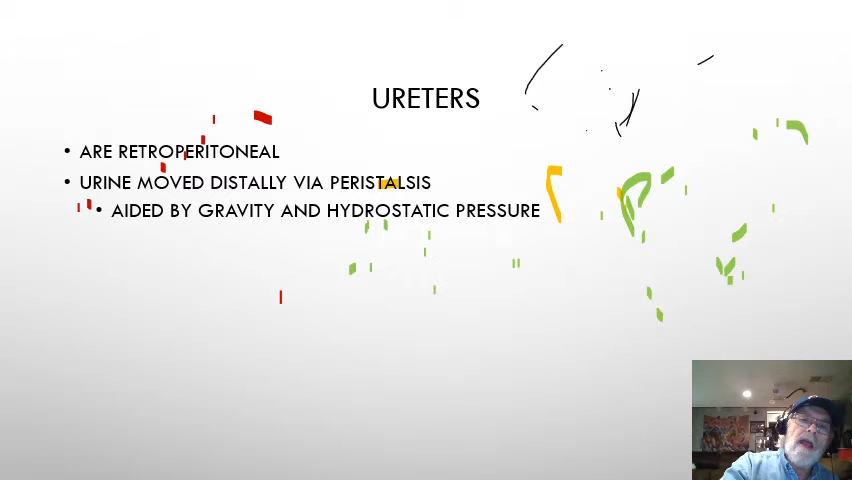 URETERS
• ARE RETROPERITONEAL
• URINE MOVED DISTALLY VIA PERISTALSIS
• AIDED BY GRAVITY AND HYDROSTATIC PRESSURE